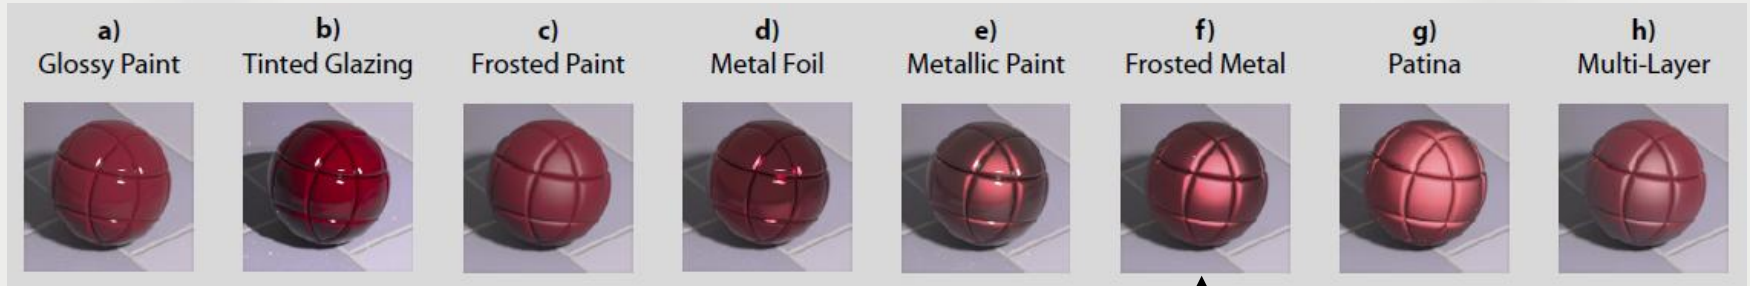 a)
Glossy Paint
b)
Tinted Glazing
c)
Frosted Paint
d)
Metal Foil
e)
Metallic Paint
f)
Frosted Metal
g)
Patina
h)
Multi-Layer